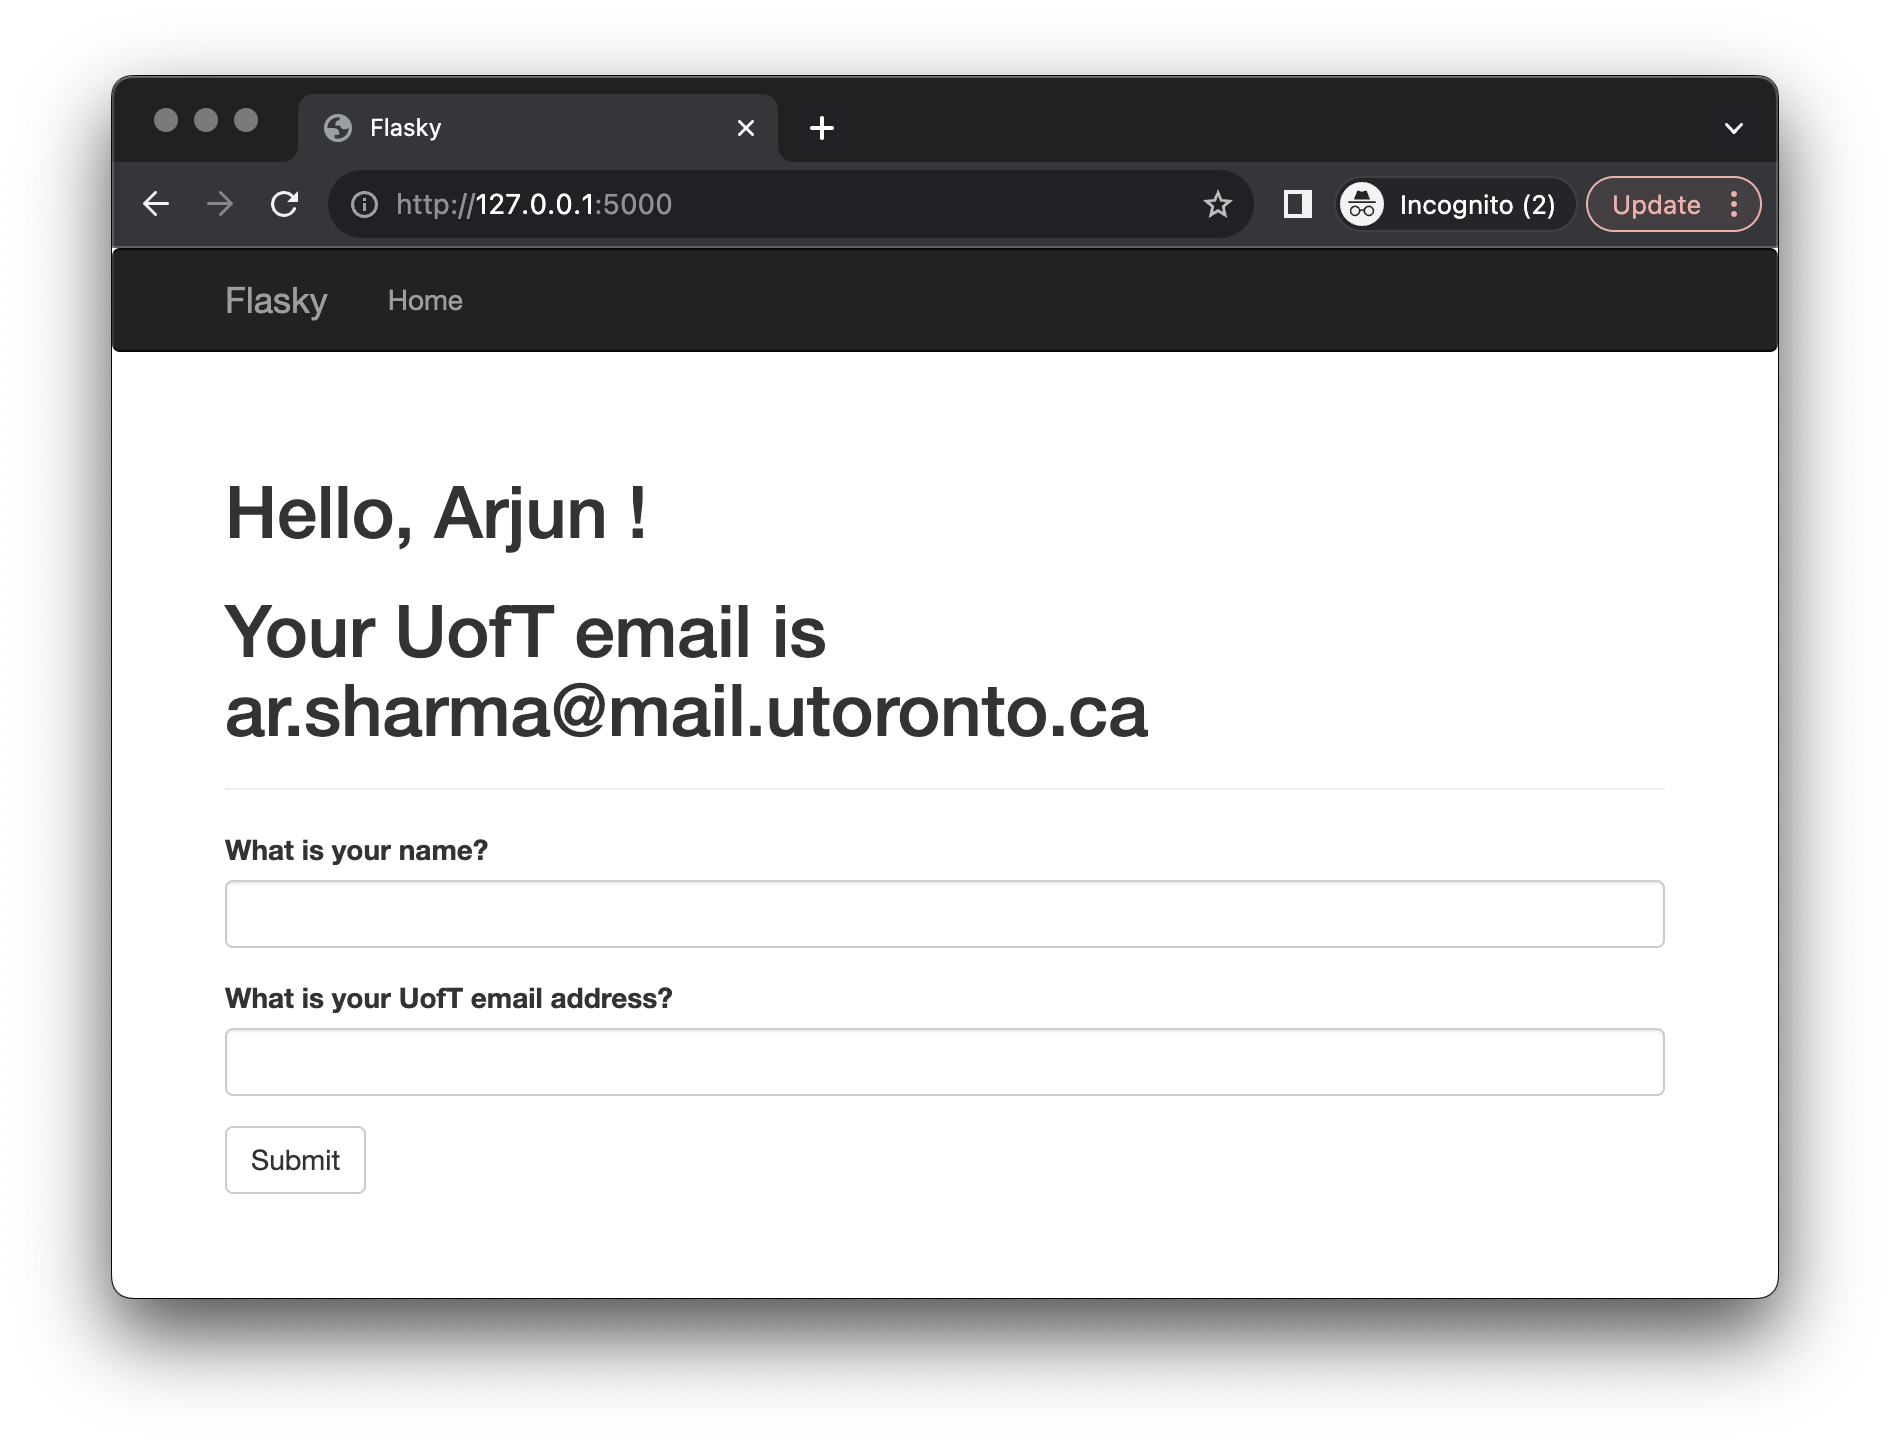 Flasky
http://127.0.0.1:5000
Incognito (2)
Update
Flasky Home
Hello, Arjun !
Your UofT email is
ar.sharma@mail.utoronto.ca
What is your name?
What is your UofT email address?
Submit